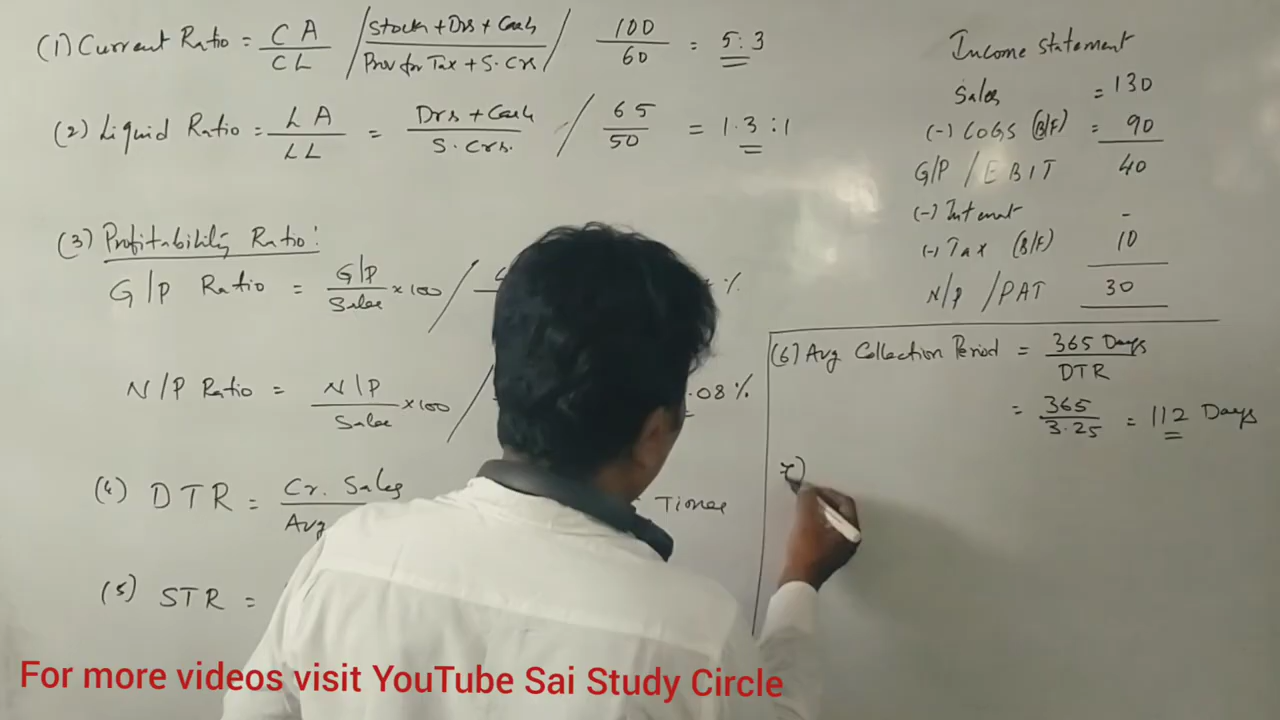 (1) Current Ratio = CA / CL / Stock + Drs + Cash / Prov for Tax + S. Crs / 100 / 60 = 5:3
(2) Liquid Ratio = LA / LL = Drs + Cash / S. Crs. / 65 / 50 = 1.3:1
(3) Profitability Ratio:
G/P Ratio = G/P / Sales × 100 / %
N/P Ratio = N/P / Sales × 100 / .08%
(4) DTR = Cr. Sales / Avg Times
(5) STR =
Income Statement
Sales = 130
(-) COGS (B/F) = 90
G/P / EBIT 40
(-) Interest -
(-) Tax (B/F) 10
N/P / PAT 30
(6) Avg Collection Period = 365 Days / DTR
= 365 / 3.25 = 112 Days
7)
For more videos visit YouTube Sai Study Circle